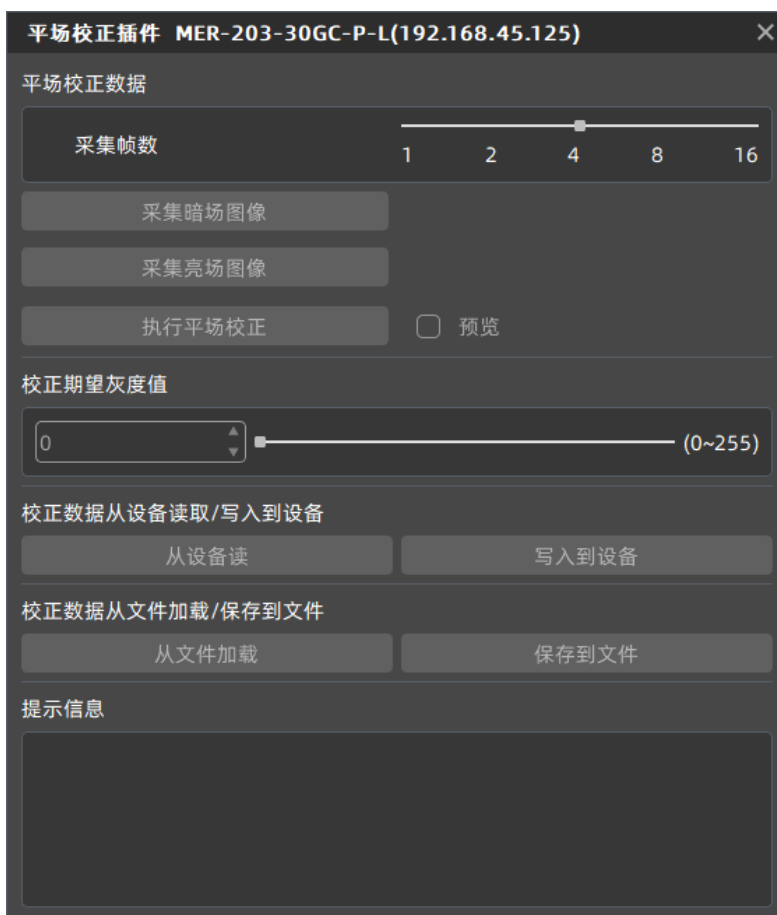 平场校正插件 MER-203-30GC-P-L(192.168.45.125)
平场校正数据
采集帧数
1 2 4 8 16
采集暗场图像
采集亮场图像
执行平场校正 预览
校正期望灰度值
0 (0~255)
校正数据从设备读取/写入到设备
从设备读 写入到设备
校正数据从文件加载/保存到文件
从文件加载 保存到文件
提示信息